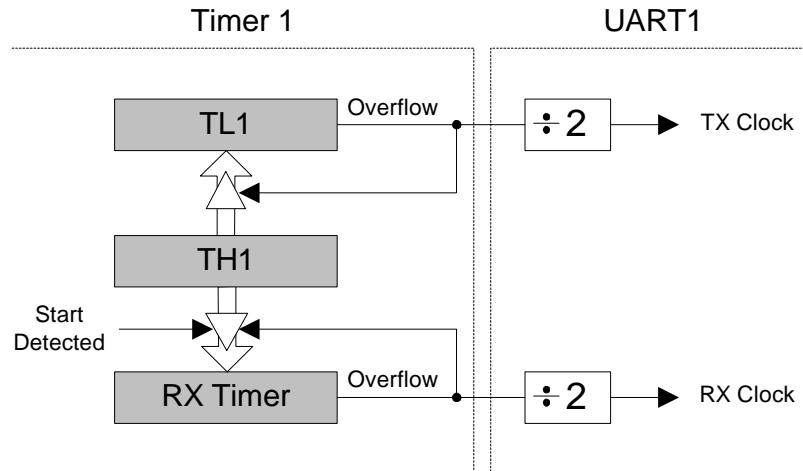 Timer 1
UART1
TL1
Overflow
÷ 2
TX Clock
TH1
Start
Detected
RX Timer
Overflow
÷ 2
RX Clock